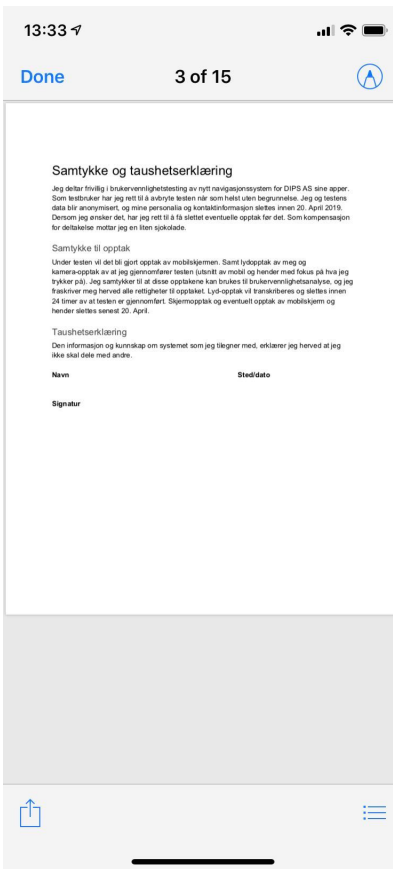 13:33
Done
3 of 15
Samtykke og taushetserklæring
Jeg deltar frivillig i brukervennlighetstesting av nytt navigasjonssystem for DIPS AS sine apper.
Som testbruker har jeg rett til å avbryte testen når som helst uten begrunnelse. Jeg og testens
data blir anonymisert, og mine personalia og kontaktinformasjon slettes innen 20. April 2019.
Dersom jeg ønsker det, har jeg rett til å få slettet eventuelle opptak før det. Som kompensasjon
for deltakelse mottar jeg en liten sjokolade.
Samtykke til opptak
Under testen vil det bli gjort opptak av mobilskjermen. Samt lydopptak av meg og
kamera-opptak av at jeg gjennomfører testen (utsnitt av mobil og hender med fokus på hva jeg
trykker på). Jeg samtykker til at disse opptakene kan brukes til brukervennlighetsanalyse, og jeg
fraskriver meg herved alle rettigheter til opptaket. Lyd-opptak vil transkriberes og slettes innen
24 timer av at testen er gjennomført. Skjermopptak og eventuelt opptak av mobilskjerm og
hender slettes senest 20. April.
Taushetserklæring
Den informasjon og kunnskap om systemet som jeg tilegner med, erklærer jeg herved at jeg
ikke skal dele med andre.
Navn
Sted/dato
Signatur